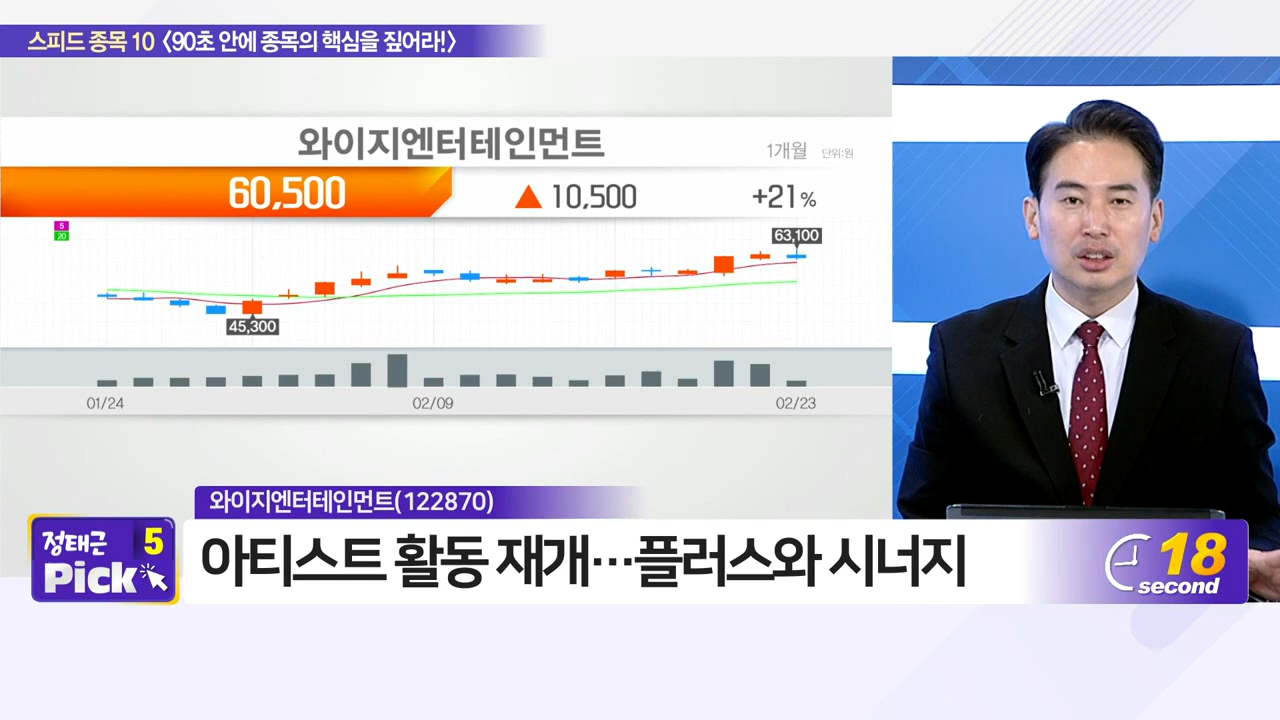 스피드 종목 10 <90초 안에 종목의 핵심을 짚어라!>
와이지엔터테인먼트
1개월 단위:원
60,500 ▲ 10,500 +21%
5
20
63,100
45,300
01/24 02/09 02/23
와이지엔터테인먼트(122870)
정태근 5
Pick
아티스트 활동 재개…플러스와 시너지
18
second